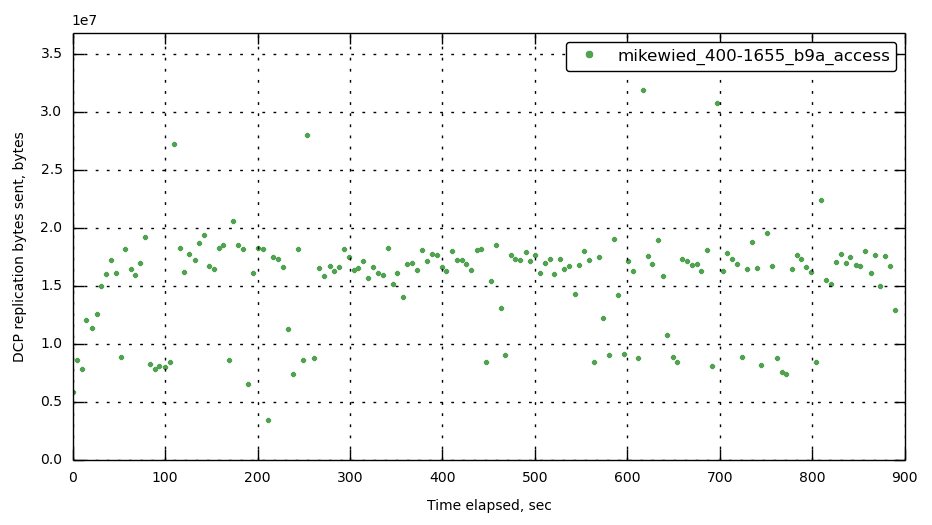 1e7
3.5
3.0
2.5
2.0
1.5
1.0
0.5
0.0
0 100 200 300 400 500 600 700 800 900
DCP replication bytes sent, bytes
Time elapsed, sec
mikewied_400-1655_b9a_access